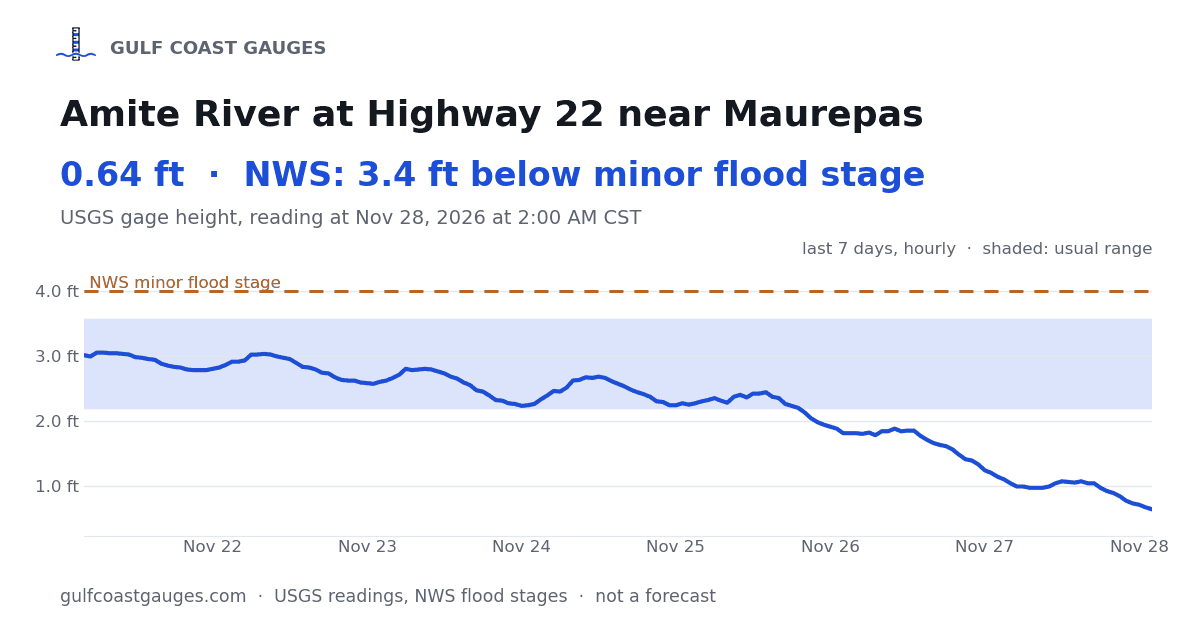 GULF COAST GAUGES
Amite River at Highway 22 near Maurepas
0.64 ft · NWS: 3.4 ft below minor flood stage
USGS gage height, reading at Nov 28, 2026 at 2:00 AM CST
last 7 days, hourly · shaded: usual range
NWS minor flood stage
4.0 ft
3.0 ft
2.0 ft
1.0 ft
Nov 22 Nov 23 Nov 24 Nov 25 Nov 26 Nov 27 Nov 28
gulfcoastgauges.com · USGS readings, NWS flood stages · not a forecast